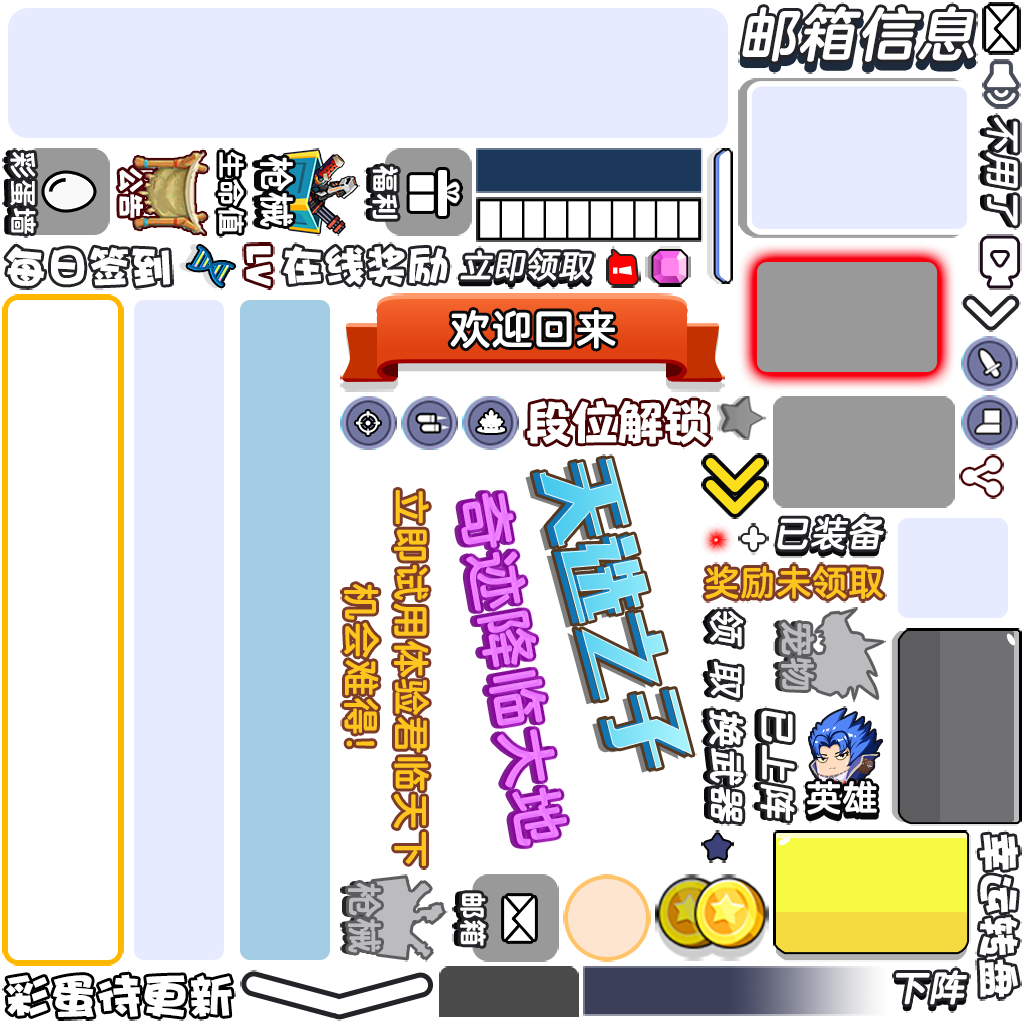 邮箱信息
不用了
彩蛋墙
公告
生命值
枪械
福利
每日签到
LV
在线奖励
立即领取
欢迎回来
段位解锁
天选之子
奇迹降临大地
立即试用体验君临天下
机会难得!
已装备
奖励未领取
领取
宠物
换武器
已上阵
英雄
枪械
邮箱
幸运转盘
彩蛋待更新
下阵